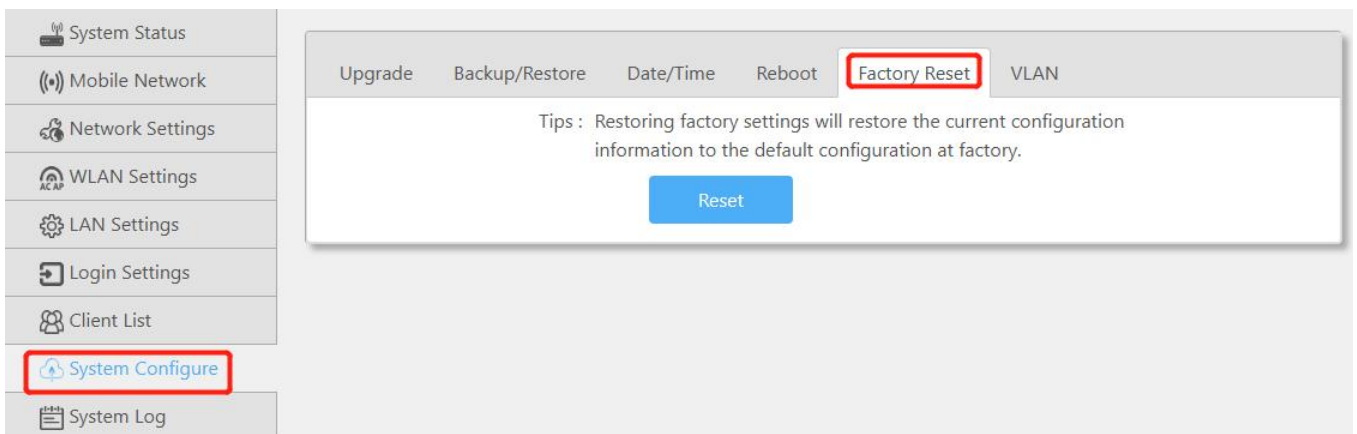 System Status
Mobile Network
Network Settings
AC AP
WLAN Settings
LAN Settings
Login Settings
Client List
System Configure
System Log
Upgrade Backup/Restore Date/Time Reboot Factory Reset VLAN
Tips : Restoring factory settings will restore the current configuration
information to the default configuration at factory.
Reset